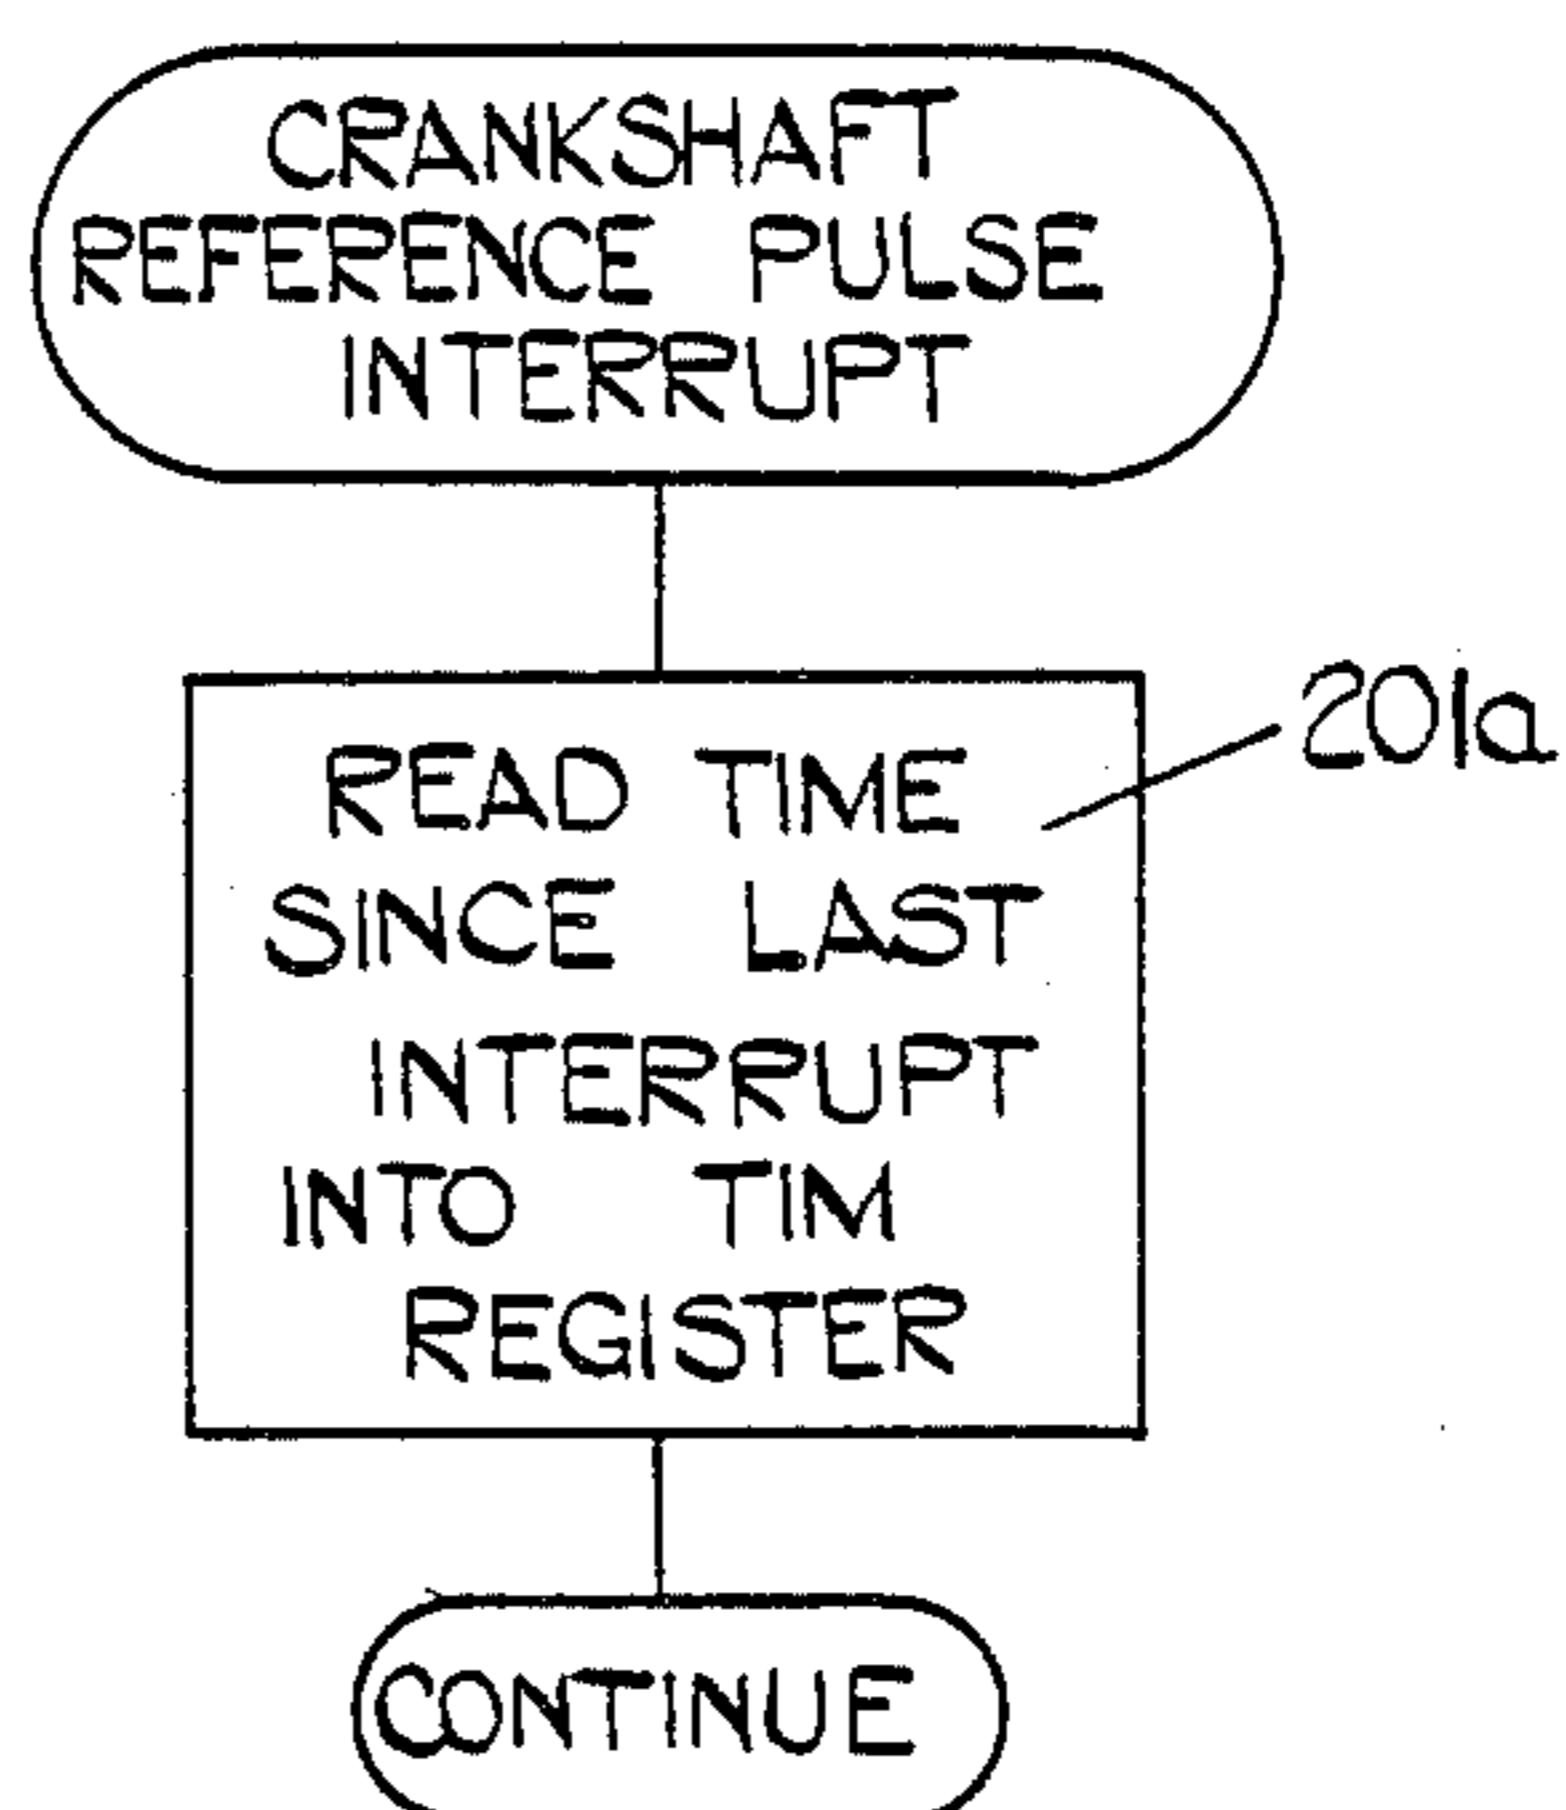 CRANKSHAFT
REFERENCE PULSE
INTERRUPT
201a
READ TIME
SINCE LAST
INTERRUPT
INTO TIM
REGISTER
CONTINUE